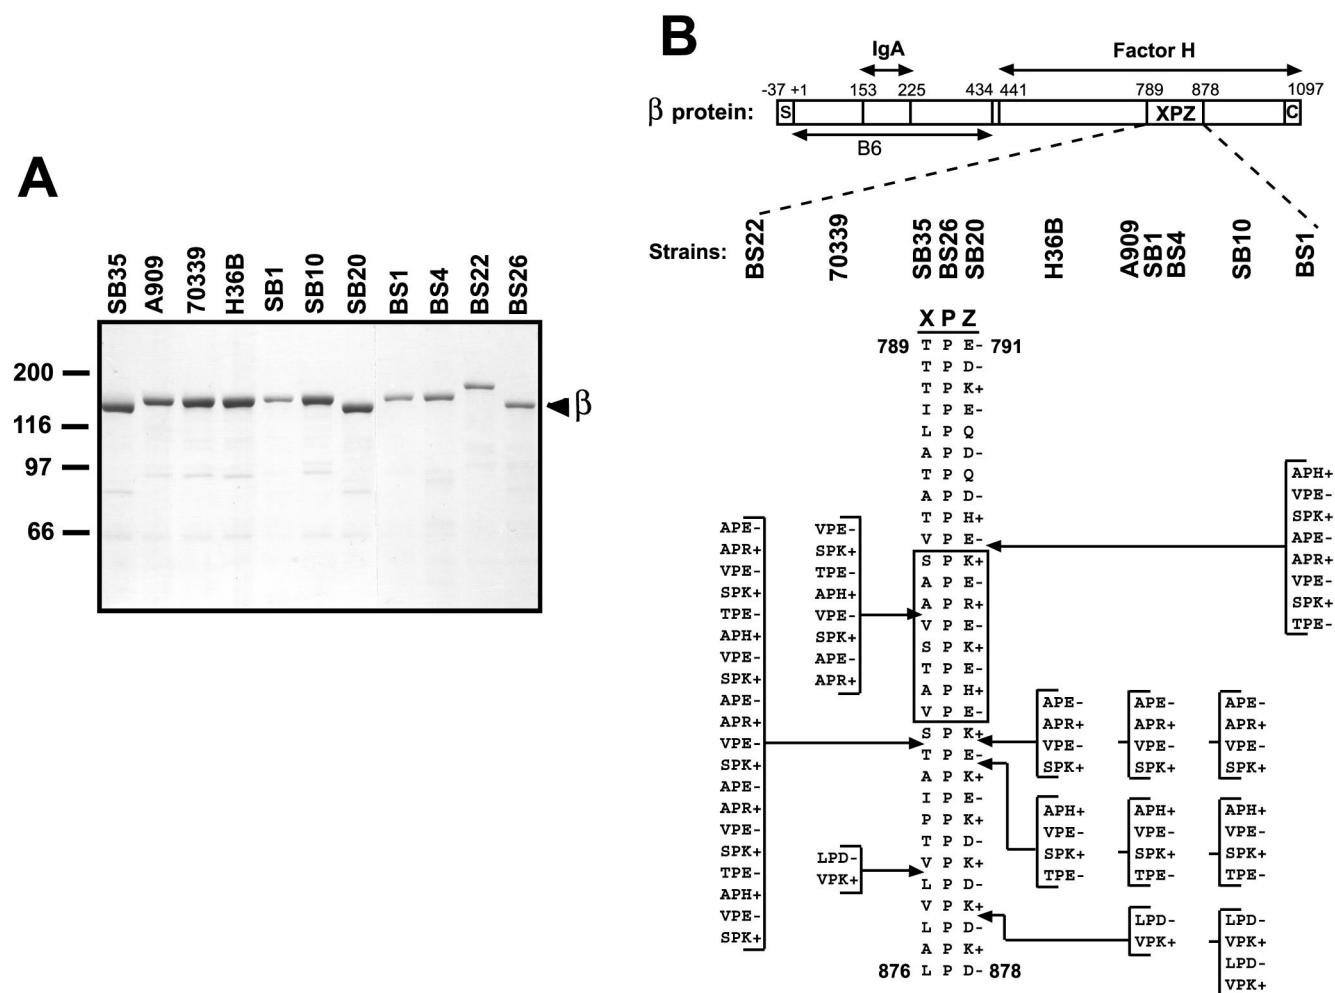 A
SB35
A909
70339
H36B
SB1
SB10
SB20
BS1
BS4
BS22
BS26
200
116
97
66
β
B
IgA
Factor H
-37 +1 153 225 434 441 789 878 1097
β protein: S XPZ C
B6
Strains:
BS22
70339
SB35
BS26
SB20
H36B
A909
SB1
BS4
SB10
BS1
X P Z
789 T P E- 791
T P D-
T P K+
I P E-
L P Q
A P D-
T P Q
A P D-
T P H+
V P E-
S P K+
A P E-
A P R+
V P E-
S P K+
T P E-
A P H+
V P E-
S P K+
T P E-
A P K+
I P E-
P P K+
T P D-
V P K+
L P D-
V P K+
L P D-
A P K+
876 L P D- 878
APE-
APR+
VPE-
SPK+
TPE-
APH+
VPE-
SPK+
APE-
APR+
VPE-
SPK+
APE-
APR+
VPE-
SPK+
TPE-
APH+
VPE-
SPK+
VPE-
SPK+
TPE-
APH+
VPE-
SPK+
APE-
APR+
LPD-
VPK+
APE-
APR+
VPE-
SPK+
APH+
VPE-
SPK+
TPE-
APE-
APR+
VPE-
SPK+
APH+
VPE-
SPK+
TPE-
LPD-
VPK+
APE-
APR+
VPE-
SPK+
APH+
VPE-
SPK+
TPE-
LPD-
VPK+
LPD-
VPK+
APH+
VPE-
SPK+
APE-
APR+
VPE-
SPK+
TPE-